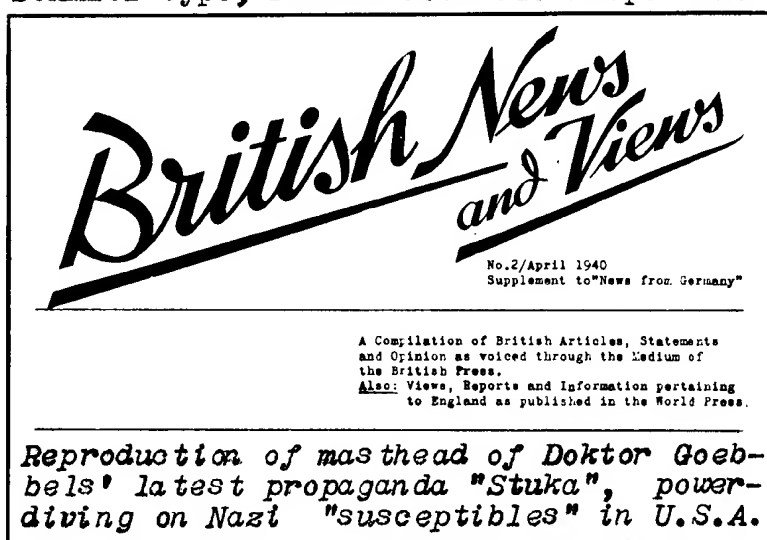 British News
and Views
No.2/April 1940
Supplement to"News from Germany"
A Compilation of British Articles, Statements
and Opinion as voiced through the Medium of
the British Press.
Also: Views, Reports and Information pertaining
to England as published in the World Press.
Reproduction of masthead of Doktor Goeb-
bels' latest propaganda "Stuka", power-
diving on Nazi "susceptibles" in U.S.A.